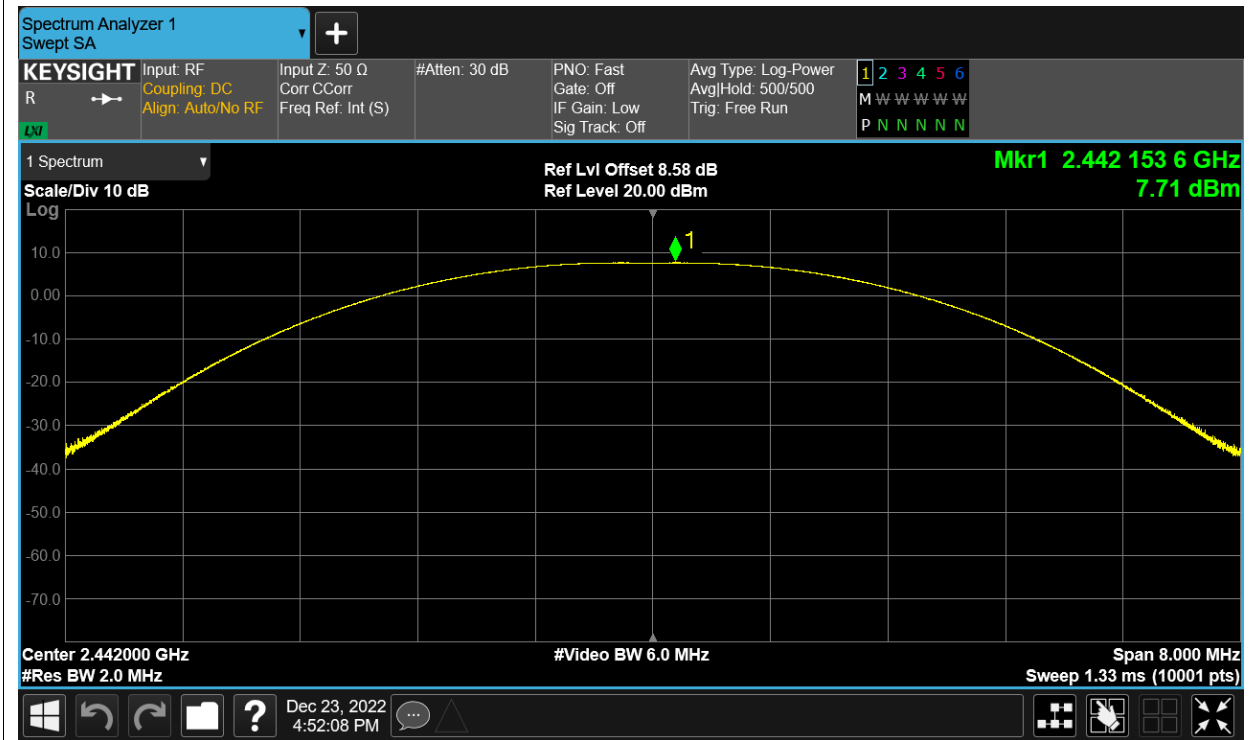 Spectrum Analyzer 1
Swept SA
KEYSIGHT
R
LXI
Input: RF
Coupling: DC
Align: Auto/No RF
Input Z: 50 Ω
Corr CCorr
Freq Ref: Int (S)
#Atten: 30 dB
PNO: Fast
Gate: Off
IF Gain: Low
Sig Track: Off
Avg Type: Log-Power
Avg|Hold: 500/500
Trig: Free Run
1 2 3 4 5 6
M W W W W W
P N N N N N N
1 Spectrum
Scale/Div 10 dB
Log
Ref Lvl Offset 8.58 dB
Ref Level 20.00 dBm
Mkr1 2.442 153 6 GHz
7.71 dBm
1
10.0
0.00
-10.0
-20.0
-30.0
-40.0
-50.0
-60.0
-70.0
Center 2.442000 GHz
#Res BW 2.0 MHz
#Video BW 6.0 MHz
Span 8.000 MHz
Sweep 1.33 ms (10001 pts)
?
Dec 23, 2022
4:52:08 PM